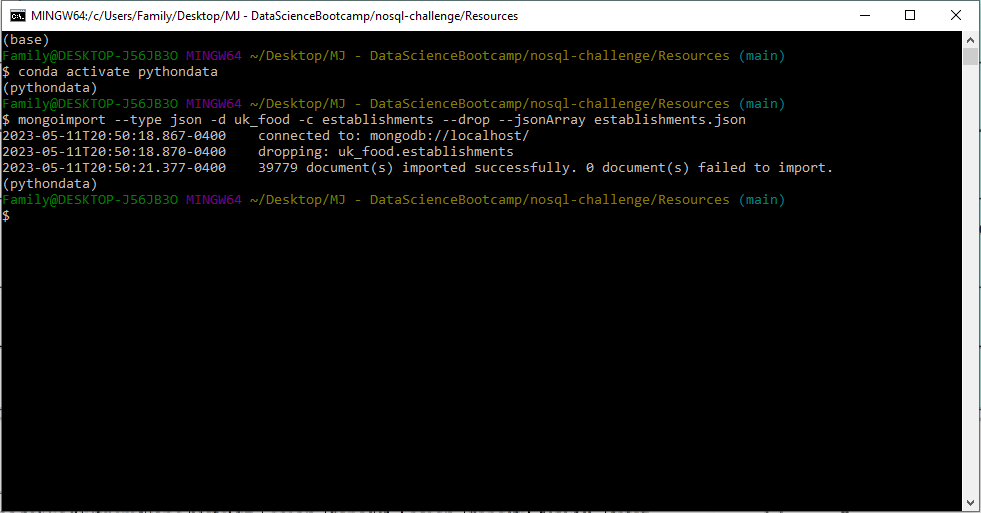 MINGW64:/c/Users/Family/Desktop/MJ - DataScienceBootcamp/nosql-challenge/Resources
(base)
Family@DESKTOP-J56JB3O MINGW64 ~/Desktop/MJ - DataScienceBootcamp/nosql-challenge/Resources (main)
$ conda activate pythondata
(pythondata)
Family@DESKTOP-J56JB3O MINGW64 ~/Desktop/MJ - DataScienceBootcamp/nosql-challenge/Resources (main)
$ mongoimport --type json -d uk_food -c establishments --drop --jsonArray establishments.json
2023-05-11T20:50:18.867-0400    connected to: mongodb://localhost/
2023-05-11T20:50:18.870-0400    dropping: uk_food.establishments
2023-05-11T20:50:21.377-0400    39779 document(s) imported successfully. 0 document(s) failed to import.
(pythondata)
Family@DESKTOP-J56JB3O MINGW64 ~/Desktop/MJ - DataScienceBootcamp/nosql-challenge/Resources (main)
$